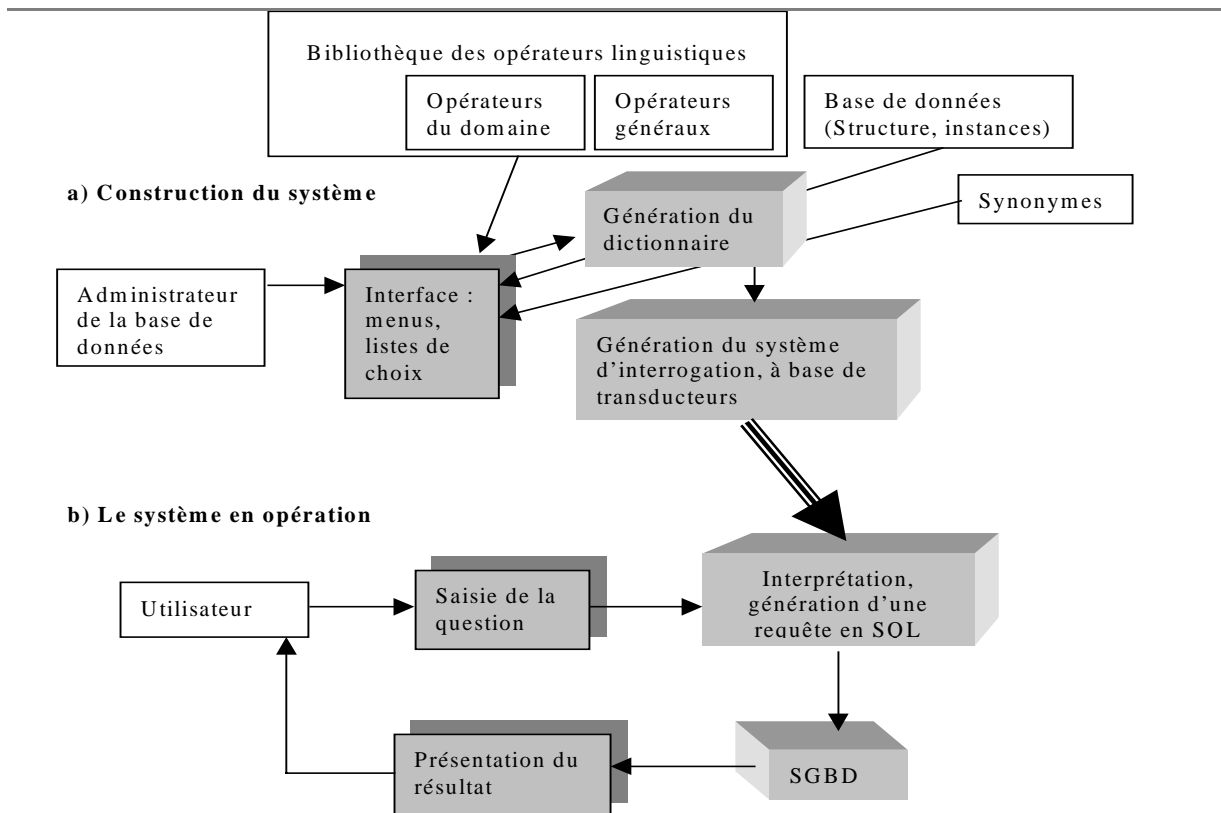 Bibliothèque des opérateurs linguistiques
Opérateurs
du domaine
Opérateurs
généraux
Base de données
(Structure, instances)
a) Construction du système
Génération du
dictionnaire
Synonymes
Administrateur
de la base de
données
Interface :
menus,
listes de
choix
Génération du système
d’interrogation, à base de
transducteurs
b) Le système en opération
Utilisateur
Saisie de la
question
Interprétation,
génération d’une
requête en SQL
Présentation du
résultat
SGBD